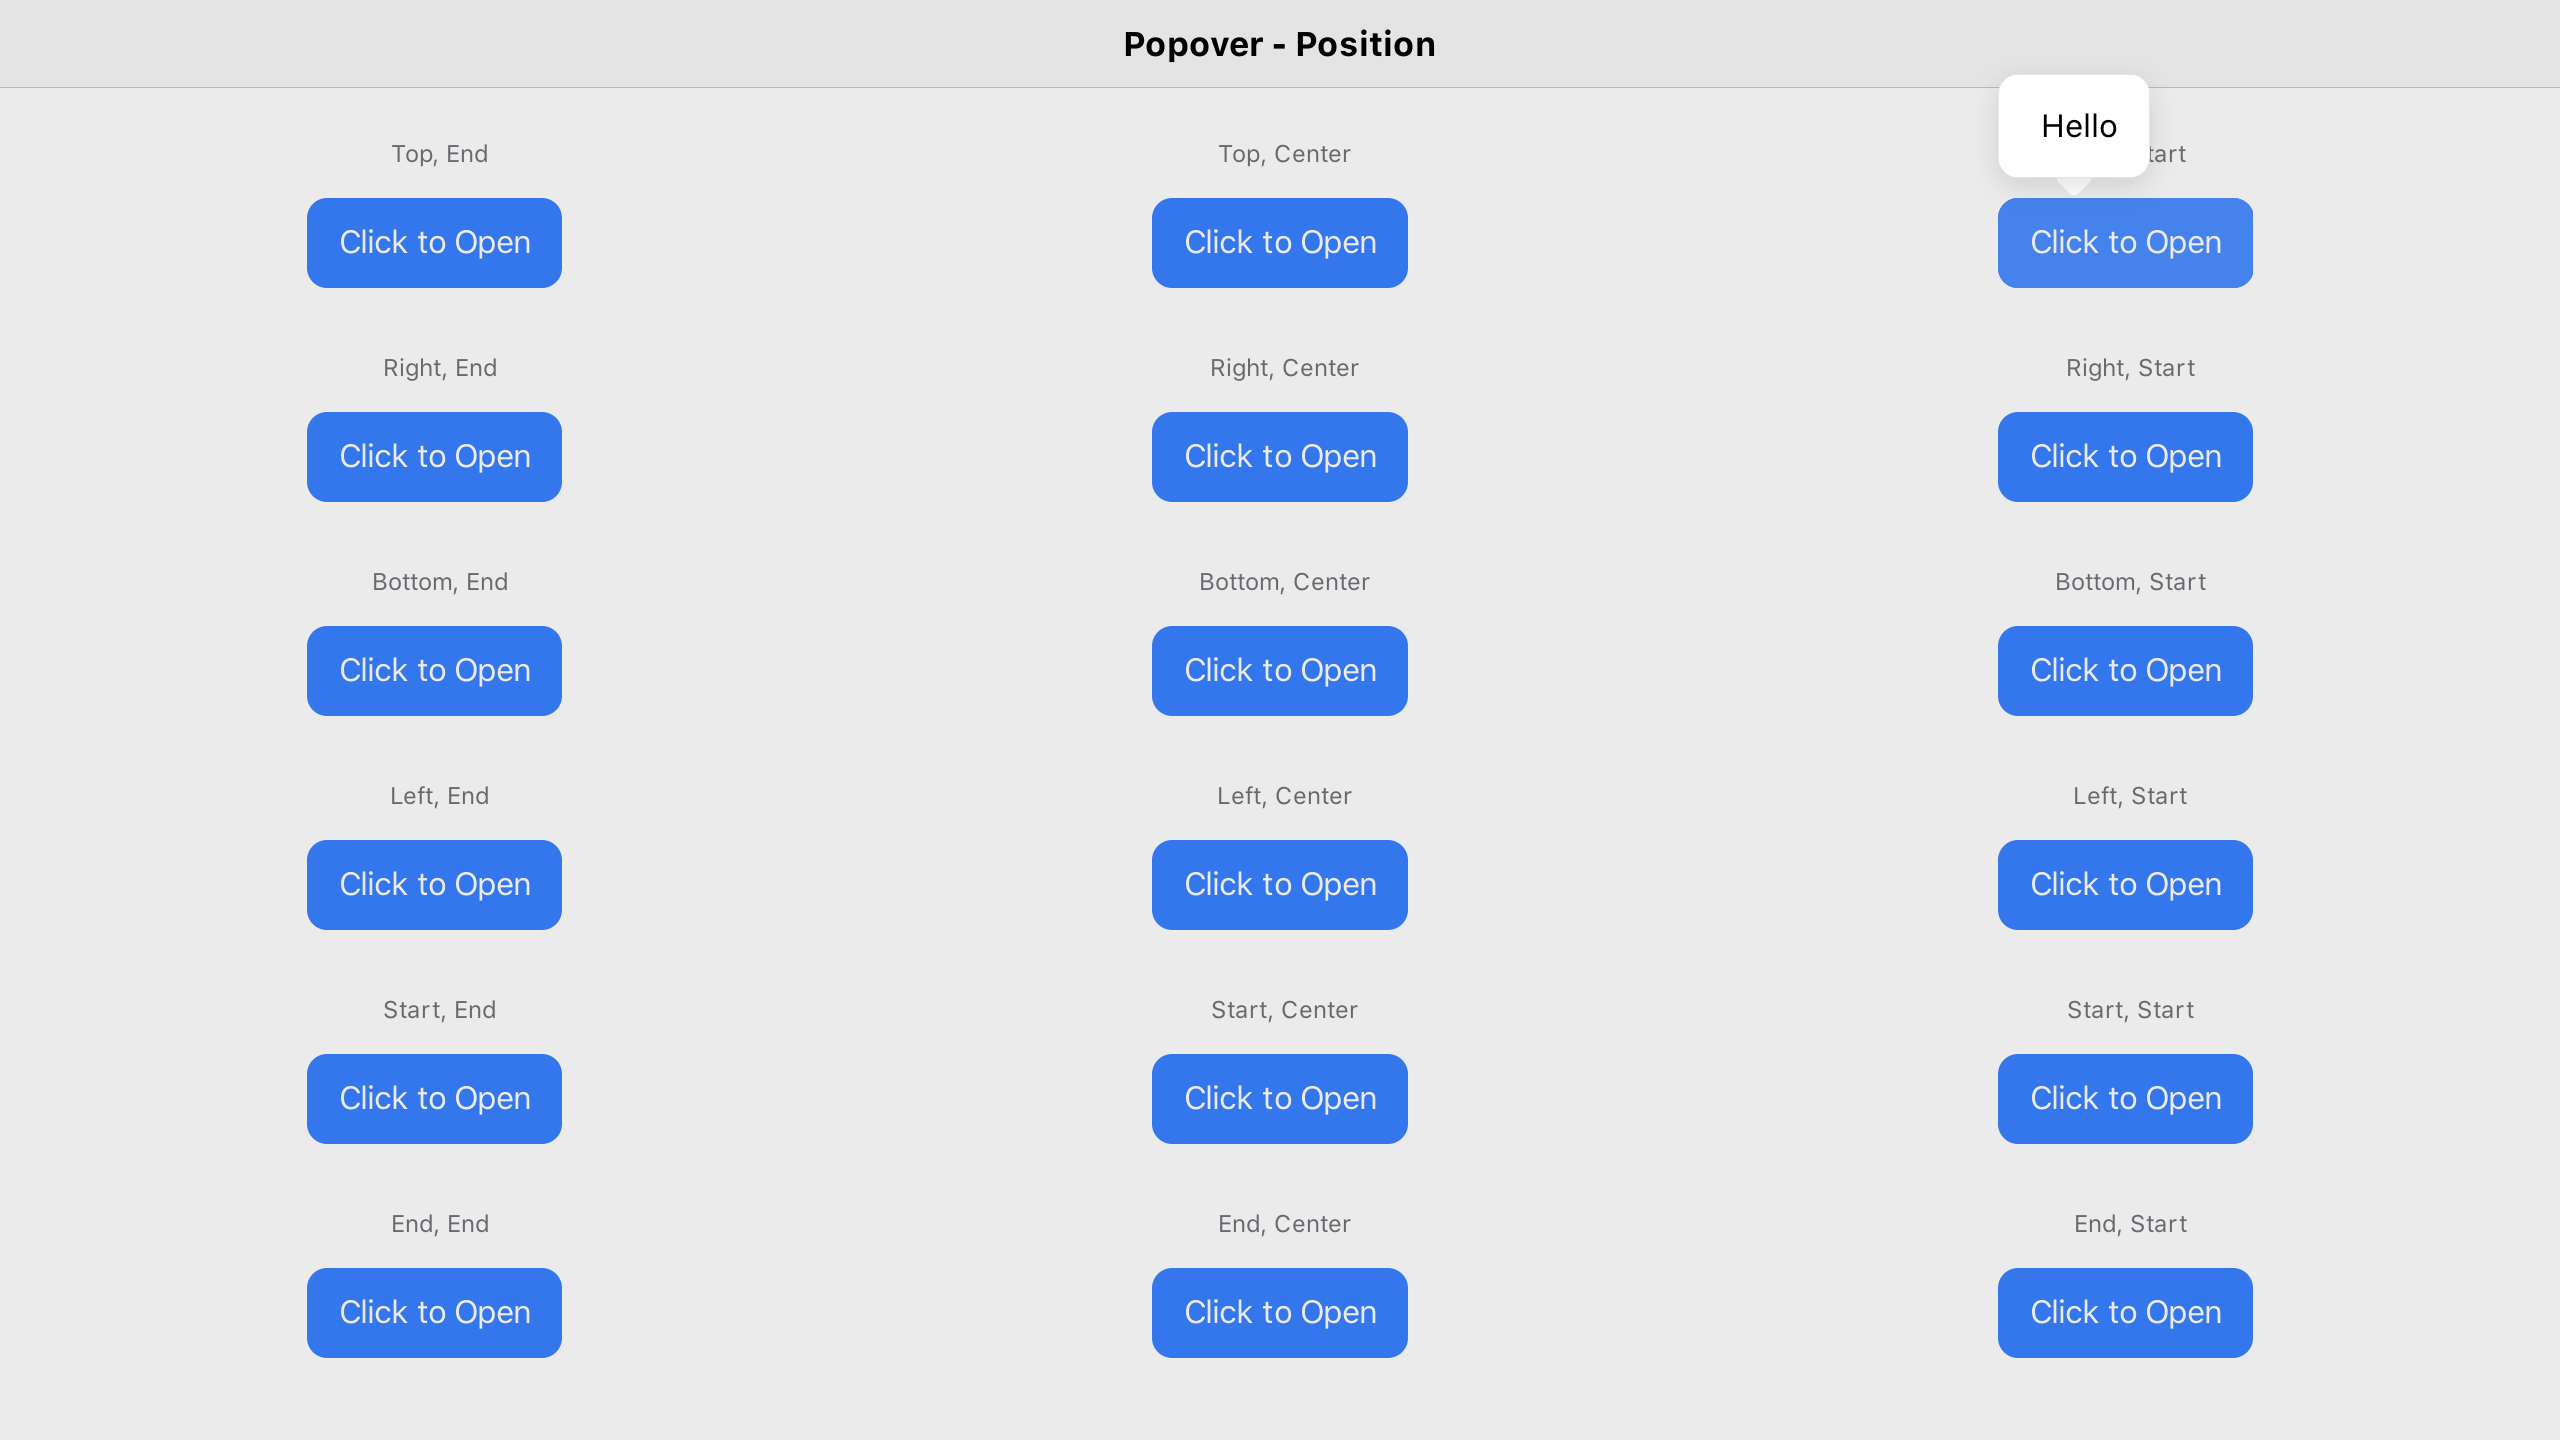 Popover - Position
Hello
Top, End
Top, Center
tart
Click to Open
Click to Open
Click to Open
Right, End
Right, Center
Right, Start
Click to Open
Click to Open
Click to Open
Bottom, End
Bottom, Center
Bottom, Start
Click to Open
Click to Open
Click to Open
Left, End
Left, Center
Left, Start
Click to Open
Click to Open
Click to Open
Start, End
Start, Center
Start, Start
Click to Open
Click to Open
Click to Open
End, End
End, Center
End, Start
Click to Open
Click to Open
Click to Open